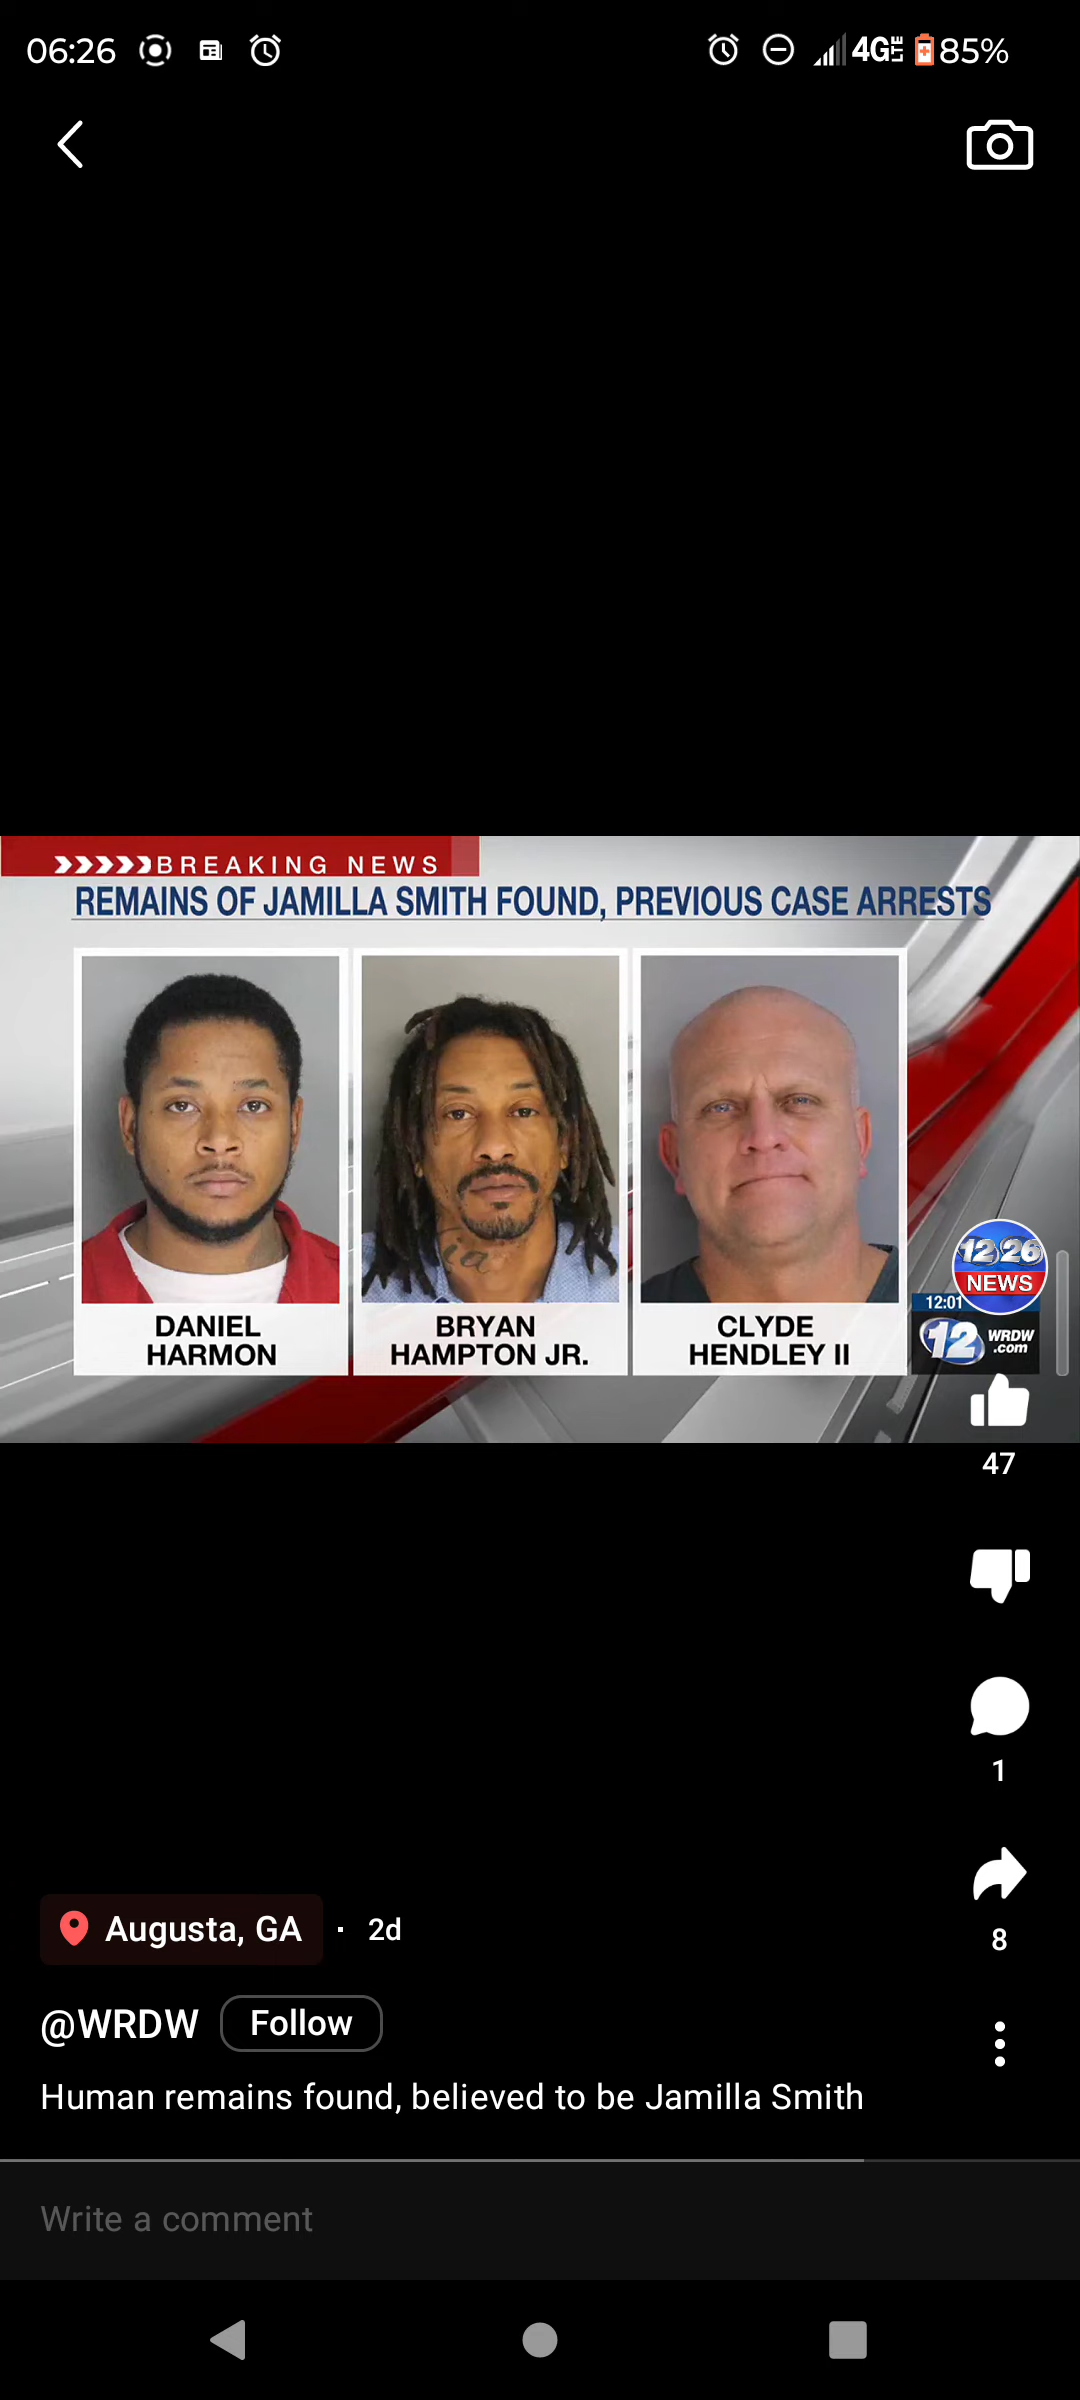 06:26
4G LTE 85%
BREAKING NEWS
REMAINS OF JAMILLA SMITH FOUND, PREVIOUS CASE ARRESTS
ia
DANIEL HARMON
BRYAN HAMPTON JR.
CLYDE HENDLEY II
12 26
NEWS
12:01
12 WRDW
.com
47
1
8
Augusta, GA · 2d
@WRDW Follow
Human remains found, believed to be Jamilla Smith
Write a comment